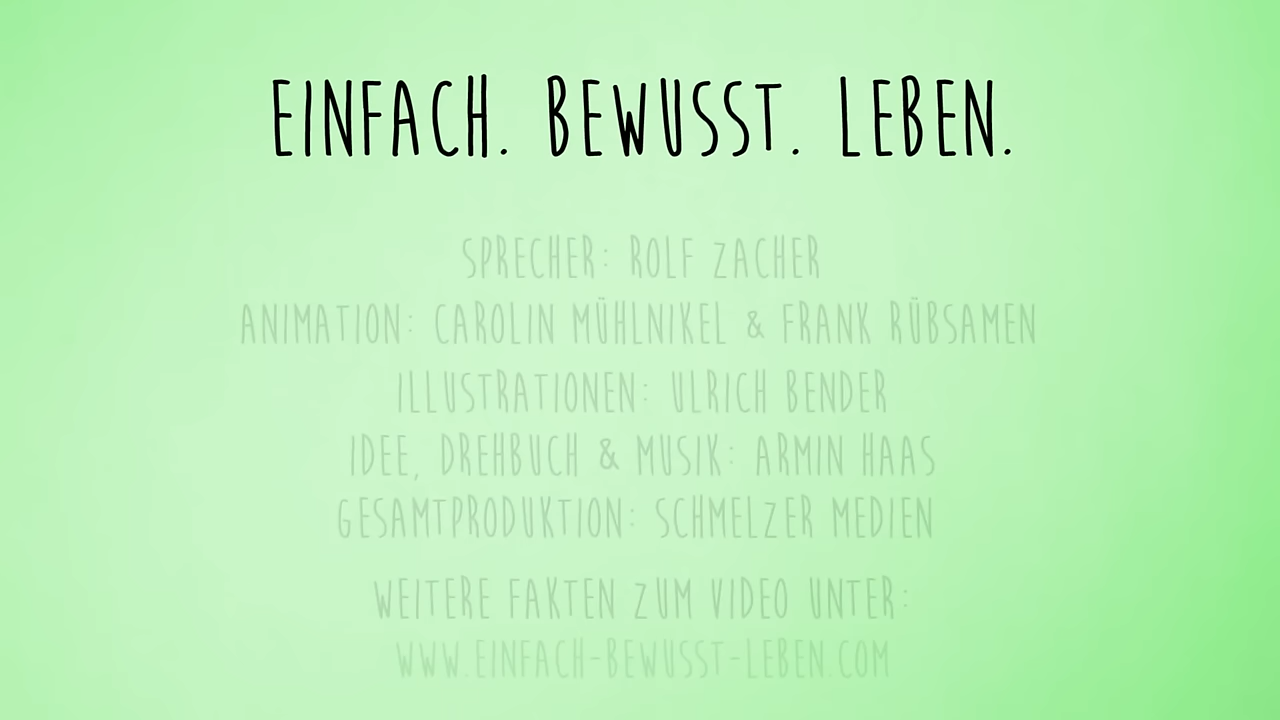 EINFACH. BEWUSST. LEBEN.
SPRECHER: ROLF ZACHER
ANIMATION: CAROLIN MÜHLNIKEL & FRANK RÜBSAMEN
ILLUSTRATIONEN: ULRICH BENDER
IDEE, DREHBUCH & MUSIK: ARMIN HAAS
GESAMTPRODUKTION: SCHMELZER MEDIEN
WEITERE FAKTEN ZUM VIDEO UNTER:
WWW.EINFACH-BEWUSST-LEBEN.COM